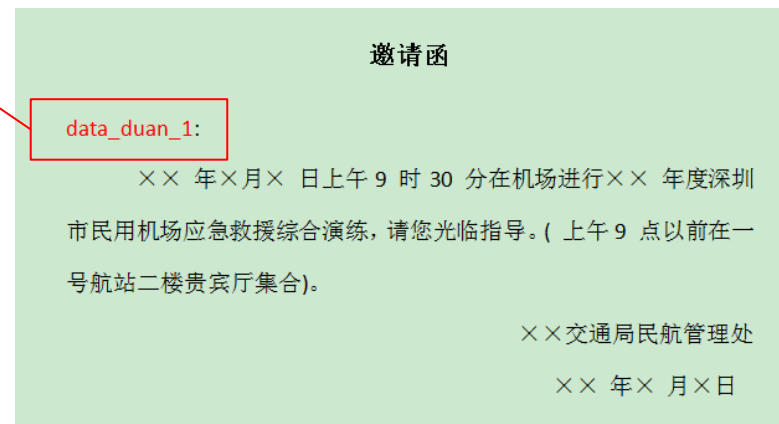 邀请函
data_duan_1:
×× 年×月× 日上午 9 时 30 分在机场进行×× 年度深圳
市民用机场应急救援综合演练，请您光临指导。( 上午 9 点以前在一
号航站二楼贵宾厅集合)。
××交通局民航管理处
×× 年× 月×日